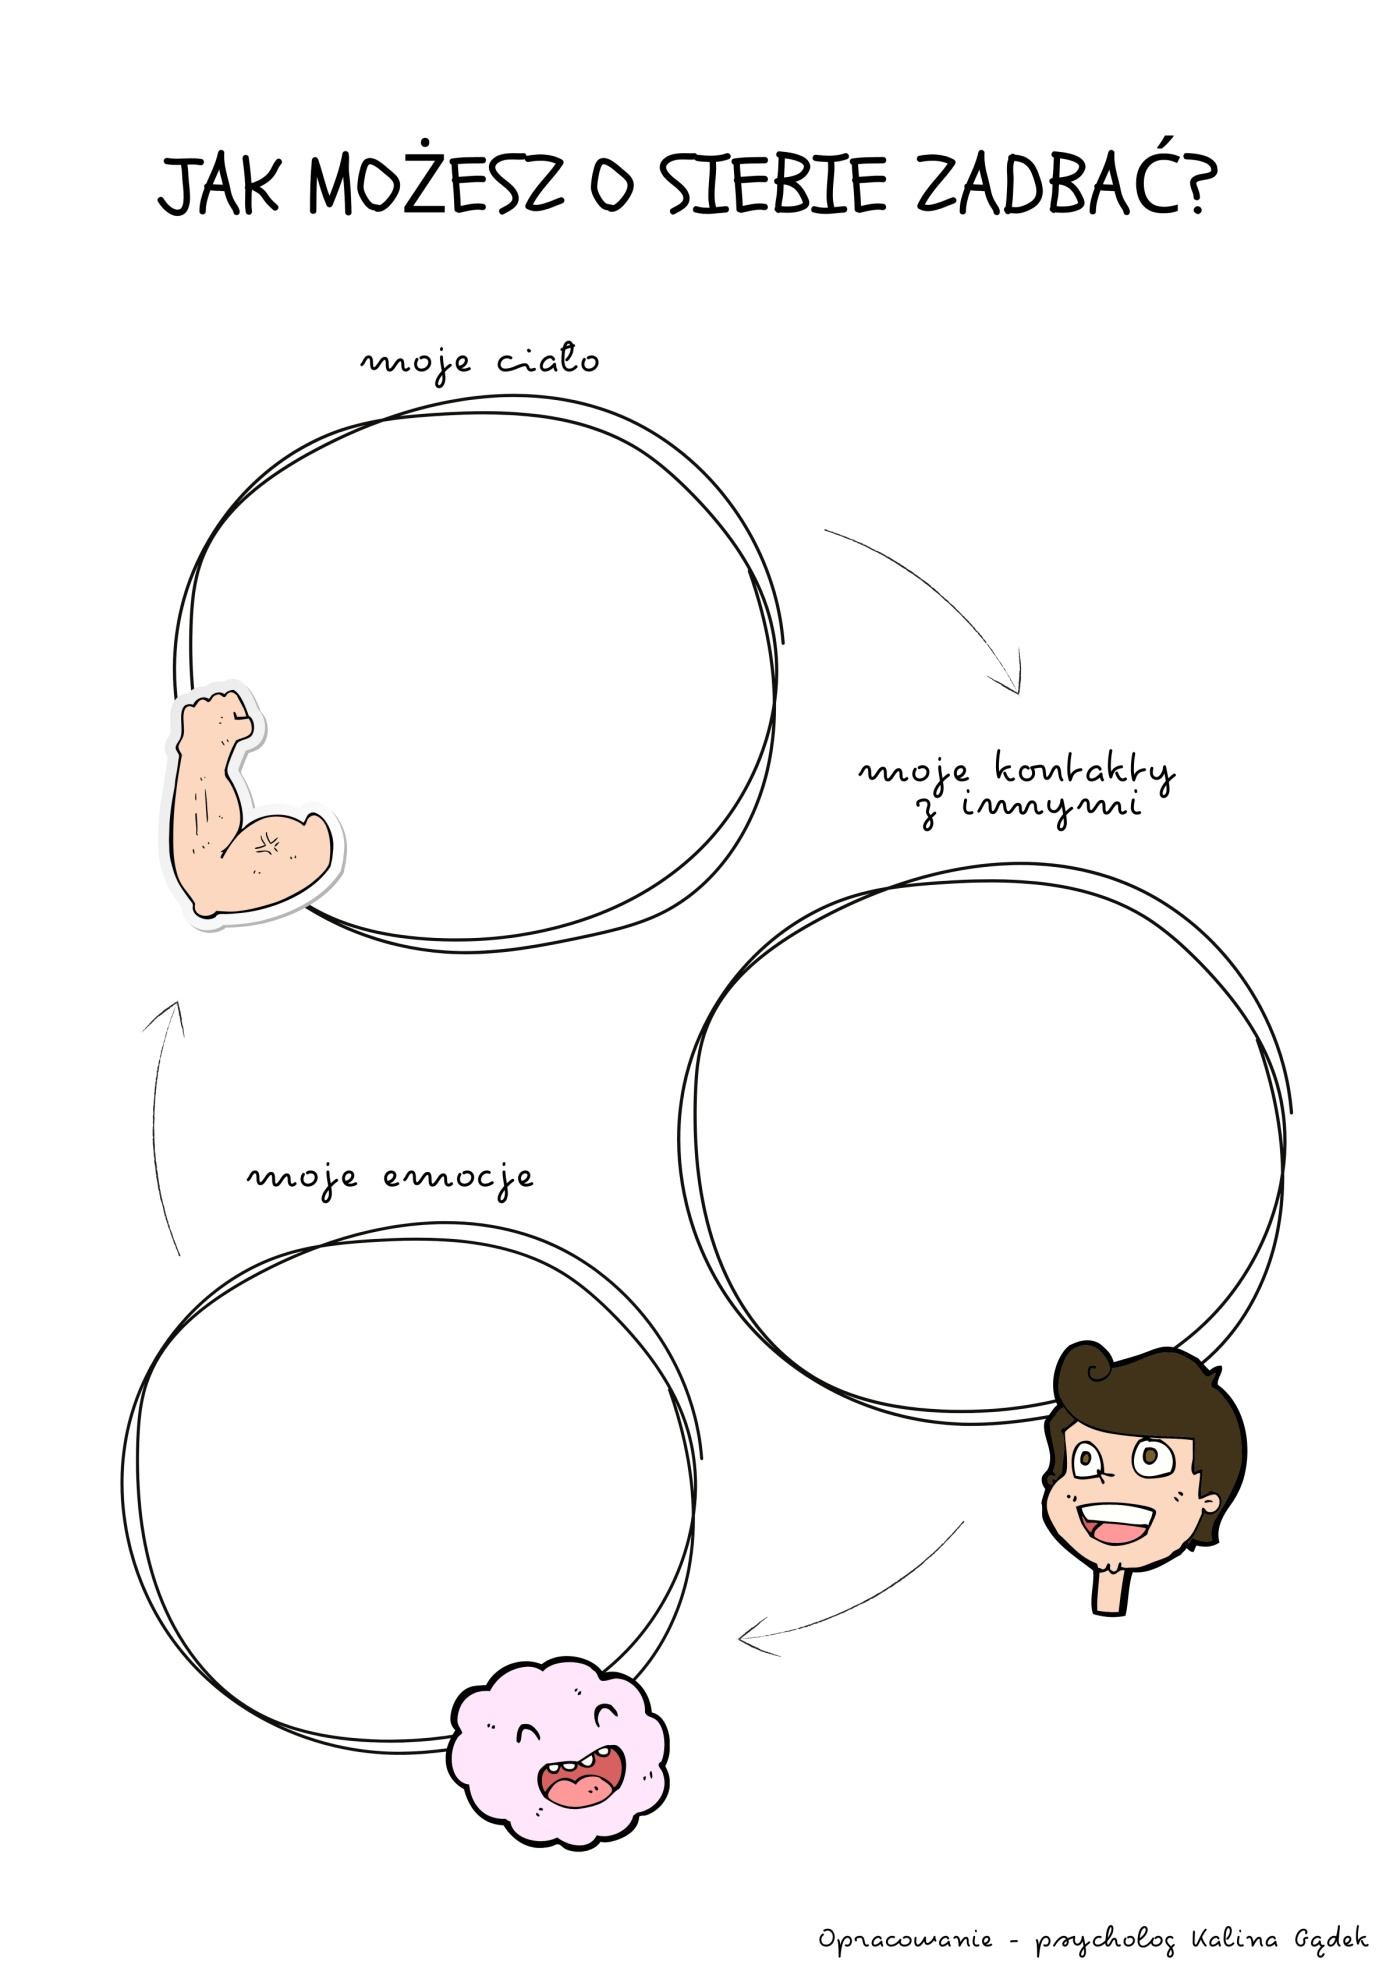 JAK MOŻESZ O SIEBIE ZADBAĆ?
moje ciało
moje kontakty
z innymi
moje emocje
Opracowanie - psycholog Kalina Gądek